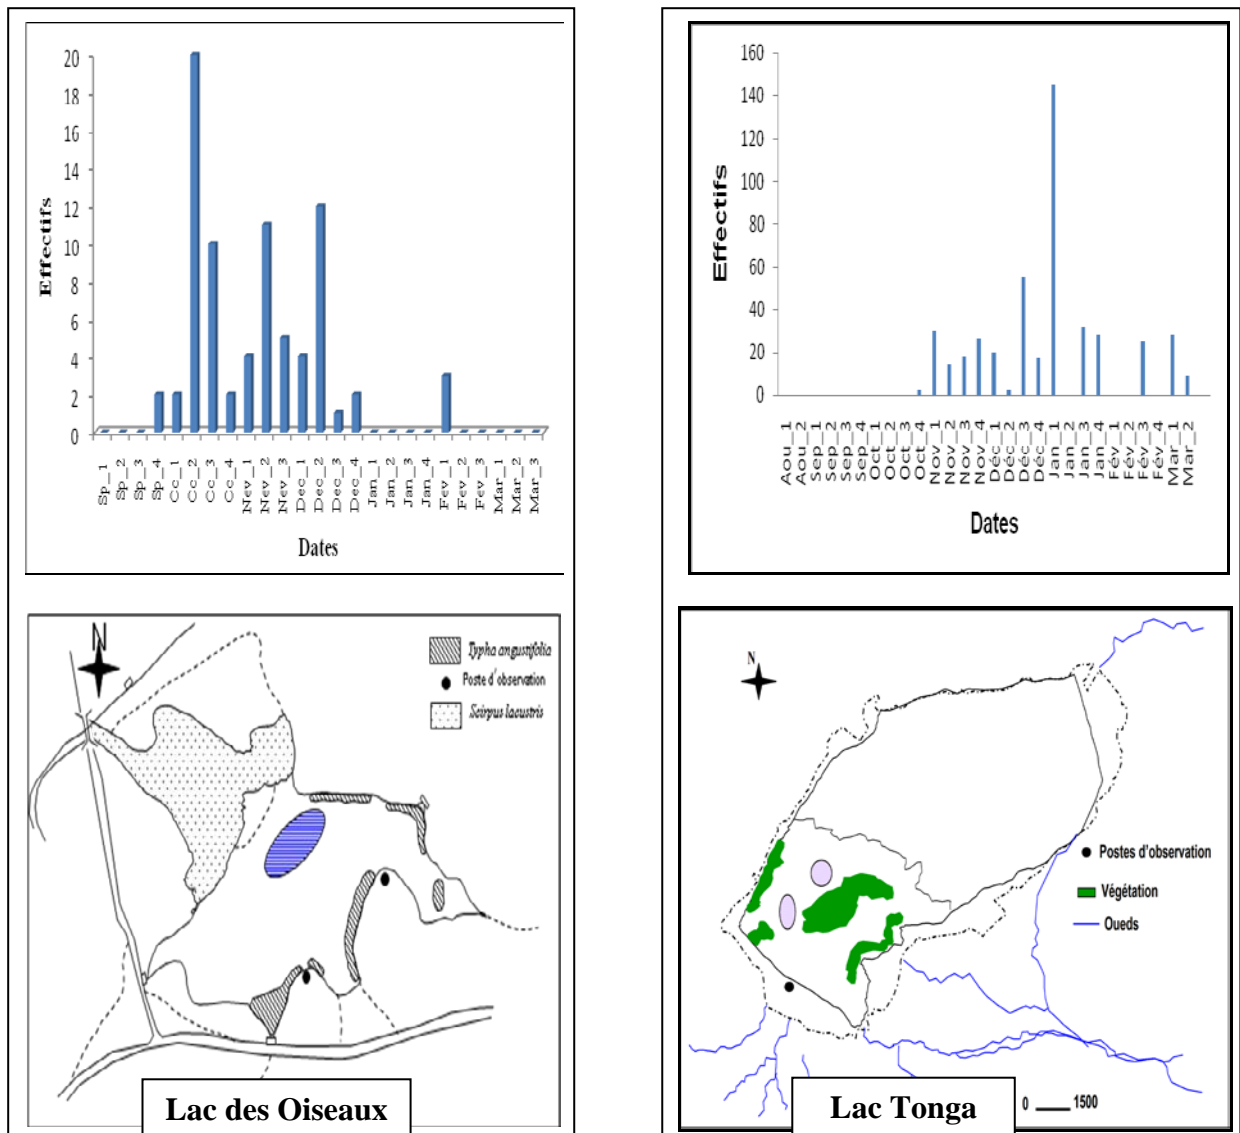 20
18
16
14
12
10
8
6
4
2
0
Effectifs
Sp_1
Sp_2
Sp_3
Sp_4
Cc_1
Cc_2
Cc_3
Cc_4
Nev_1
Nev_2
Nev_3
Dec_1
Dec_2
Dec_3
Dec_4
Jan_1
Jan_2
Jan_3
Jan_4
Fev_1
Fev_2
Fev_3
Mar_1
Mar_2
Mar_3
Dates
160
140
120
100
80
60
40
20
0
Effectifs
Aou_1
Aou_2
Sep_1
Sep_2
Sep_3
Sep_4
Oct_1
Oct_2
Oct_3
Oct_4
Nov_1
Nov_2
Nov_3
Nov_4
Déc_1
Déc_2
Déc_3
Déc_4
Jan_1
Jan_2
Jan_3
Jan_4
Fév_1
Fév_2
Fév_3
Fév_4
Mar_1
Mar_2
Dates
N
Typha angustifolia
Poste d'observation
Scirpus lacustris
Lac des Oiseaux
N
Postes d'observation
Végétation
Oueds
0 1500
Lac Tonga